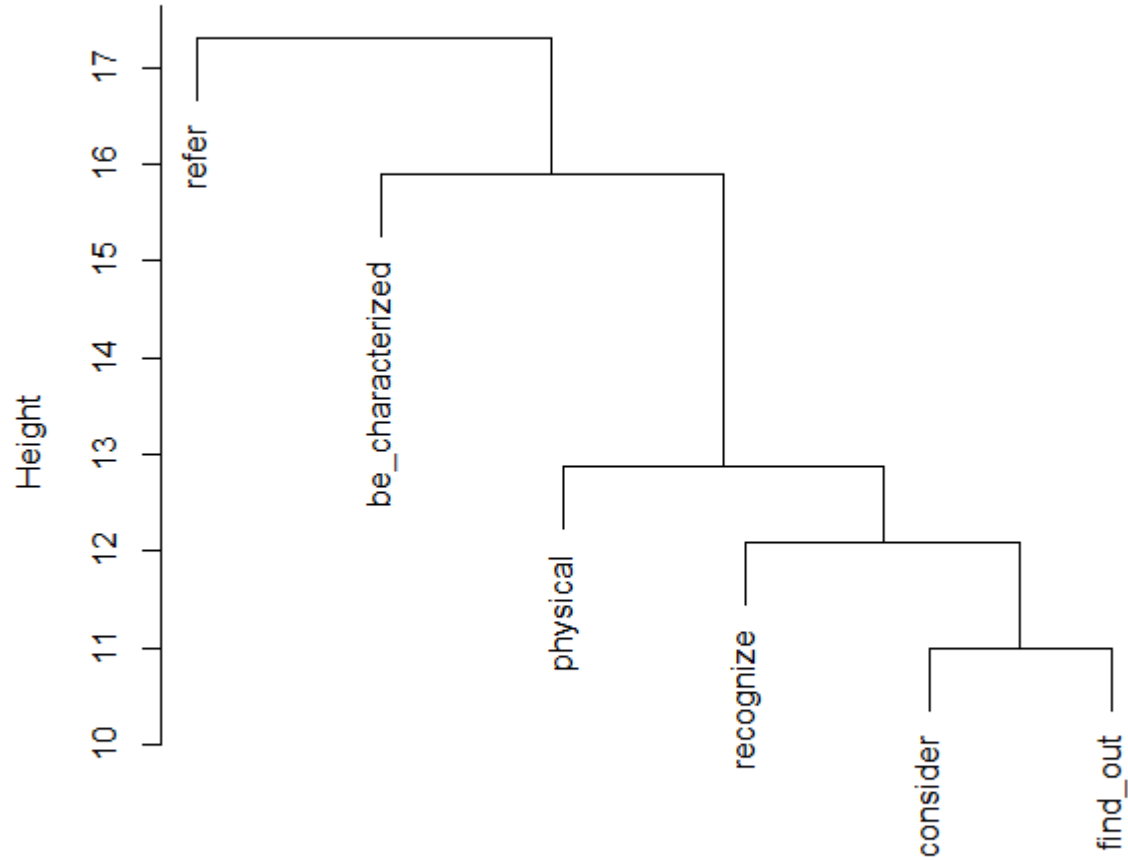 Height
17
16
15
14
13
12
11
10
refer
be_characterized
physical
recognize
consider
find_out